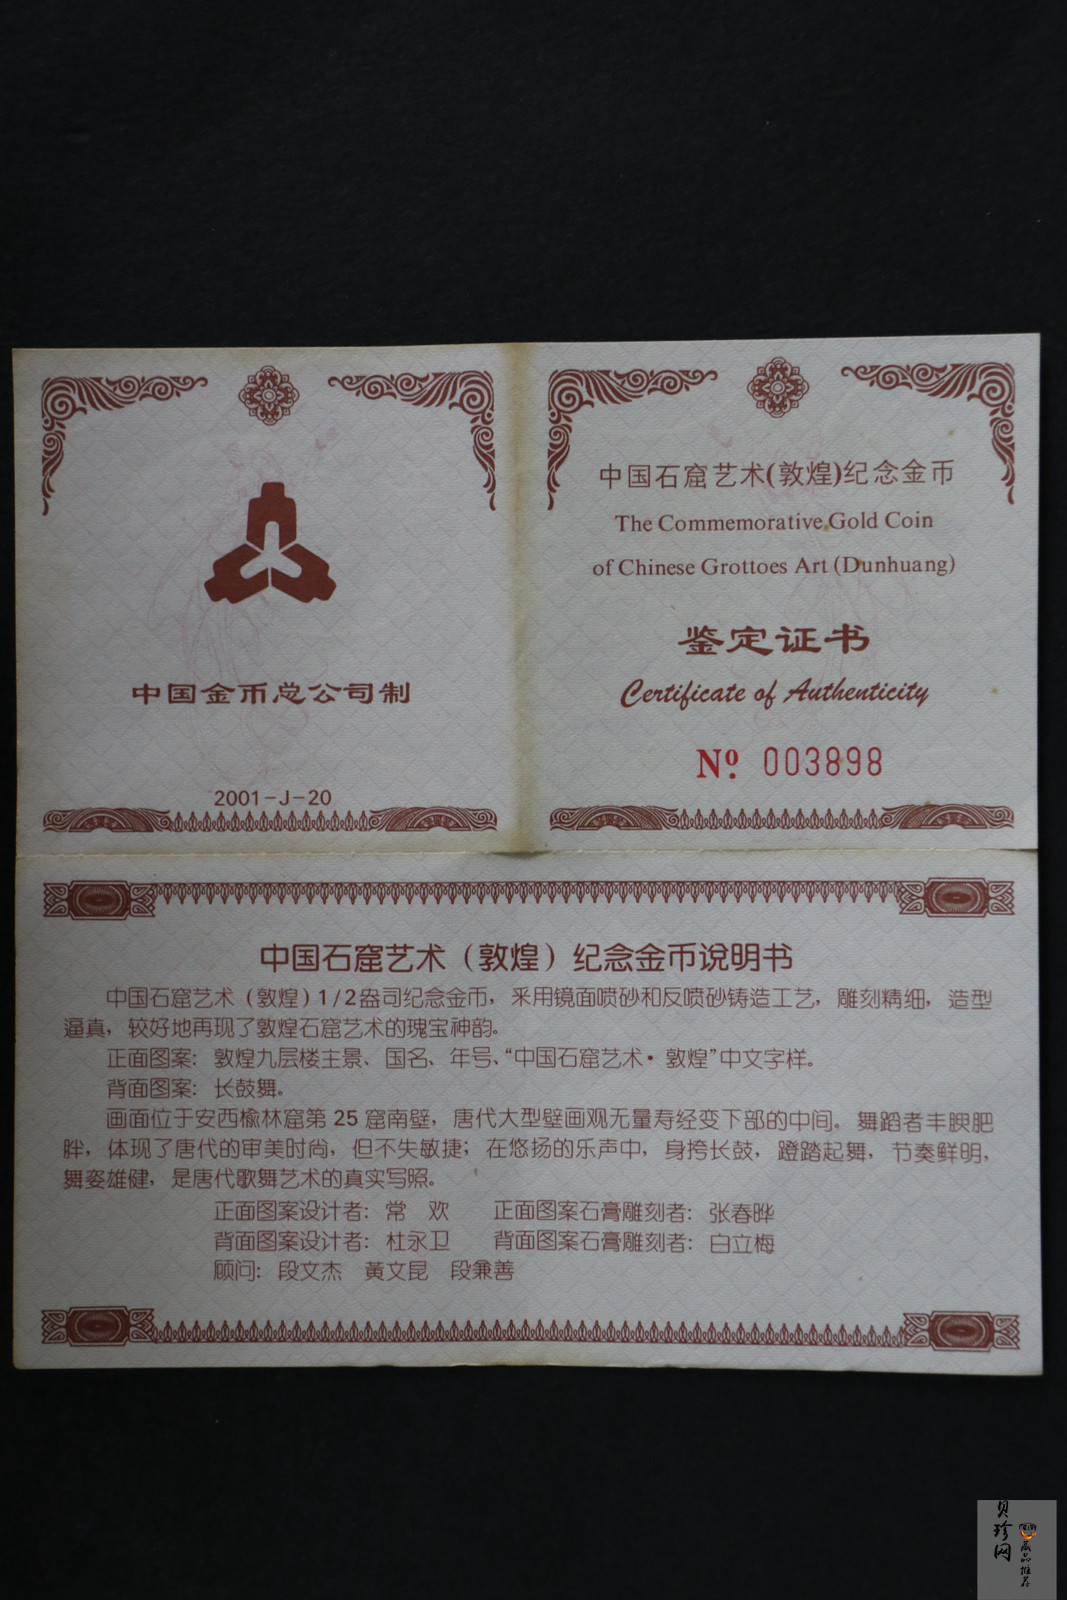 中国金币总公司制
2001-J-20
中国石窟艺术(敦煌)纪念金币
The Commemorative Gold Coin
of Chinese Grottoes Art (Dunhuang)
鉴定证书
Certificate of Authenticity
Nº. 003898
中国石窟艺术（敦煌）纪念金币说明书
中国石窟艺术（敦煌）1/2盎司纪念金币，采用镜面喷砂和反喷砂铸造工艺，雕刻精细，造型
逼真，较好地再现了敦煌石窟艺术的瑰宝神韵。
正面图案：敦煌九层楼主景、国名、年号、“中国石窟艺术·敦煌”中文字样。
背面图案：长鼓舞。
画面位于安西榆林窟第25窟南壁，唐代大型壁画观无量寿经变下部的中间。舞蹈者丰腴肥
胖，体现了唐代的审美时尚，但不失敏捷；在悠扬的乐声中，身挎长鼓，蹬踏起舞，节奏鲜明，
舞姿雄健，是唐代歌舞艺术的真实写照。
正面图案设计者：常 欢 正面图案石膏雕刻者：张春晔
背面图案设计者：杜永卫 背面图案石膏雕刻者：白立梅
顾问：段文杰 黄文昆 段兼善
贝珍网
藏品推荐